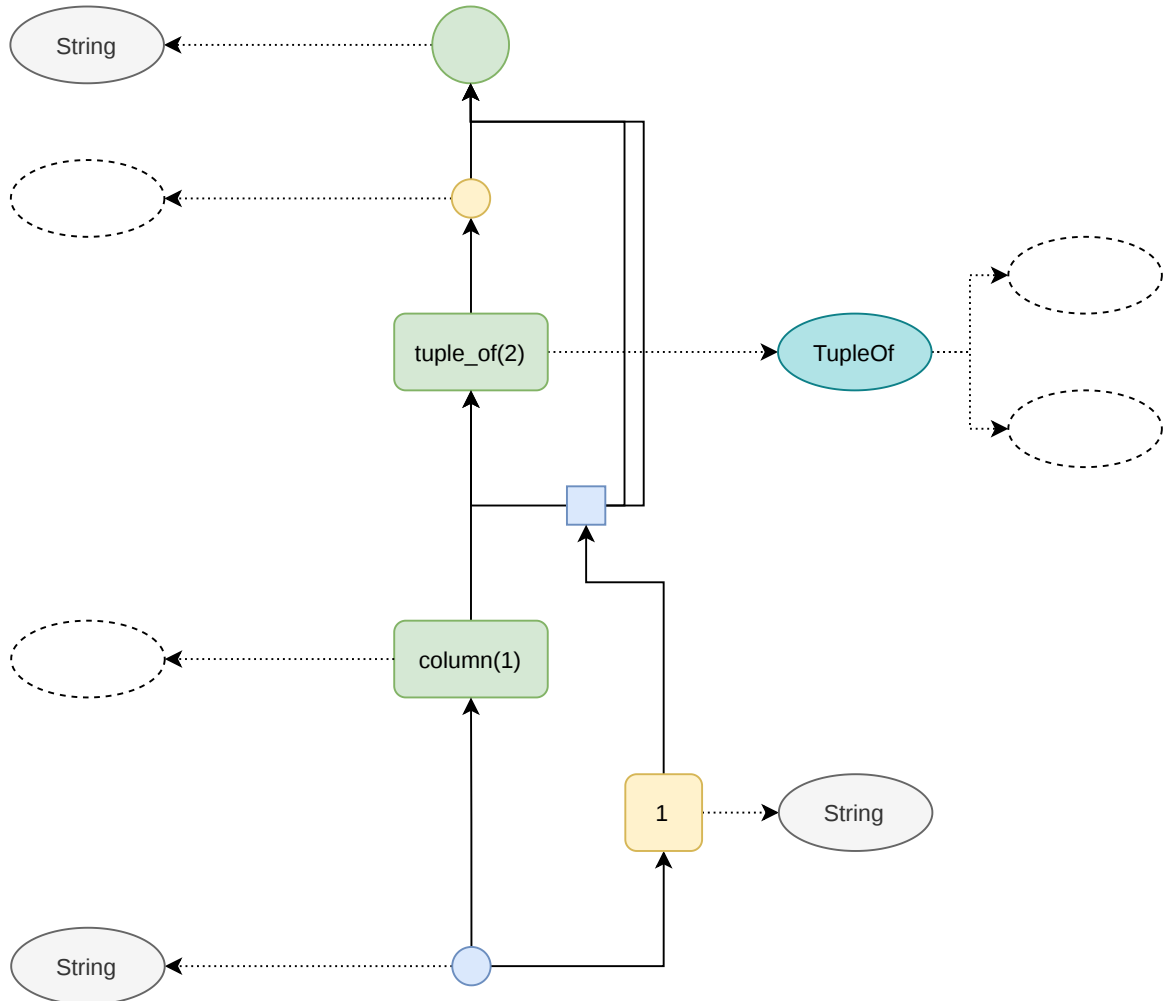 String
tuple_of(2)
TupleOf
column(1)
1
String
String